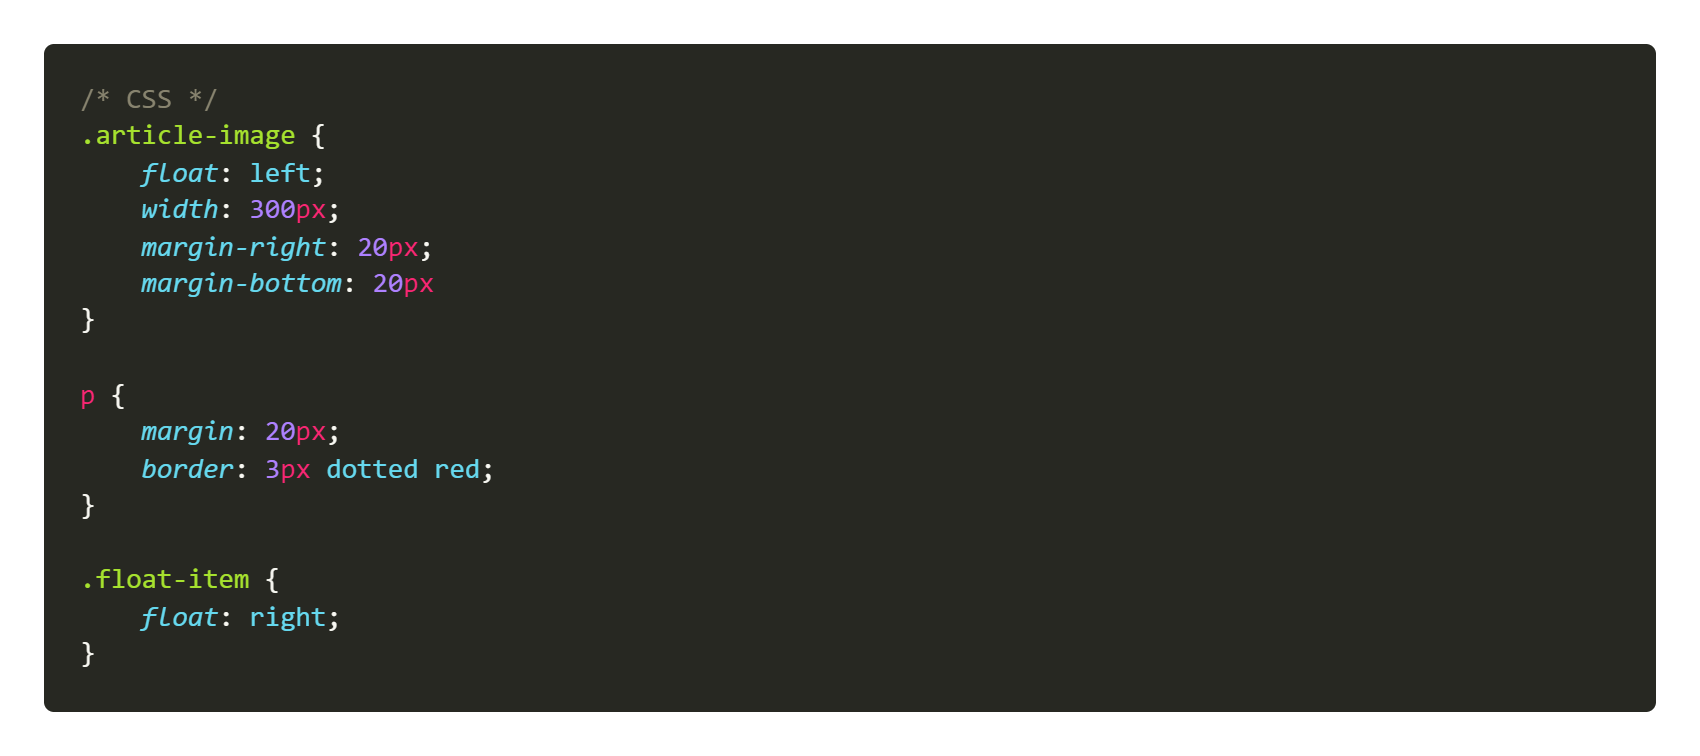 /* CSS */
.article-image {
    float: left;
    width: 300px;
    margin-right: 20px;
    margin-bottom: 20px
}

p {
    margin: 20px;
    border: 3px dotted red;
}

.float-item {
    float: right;
}